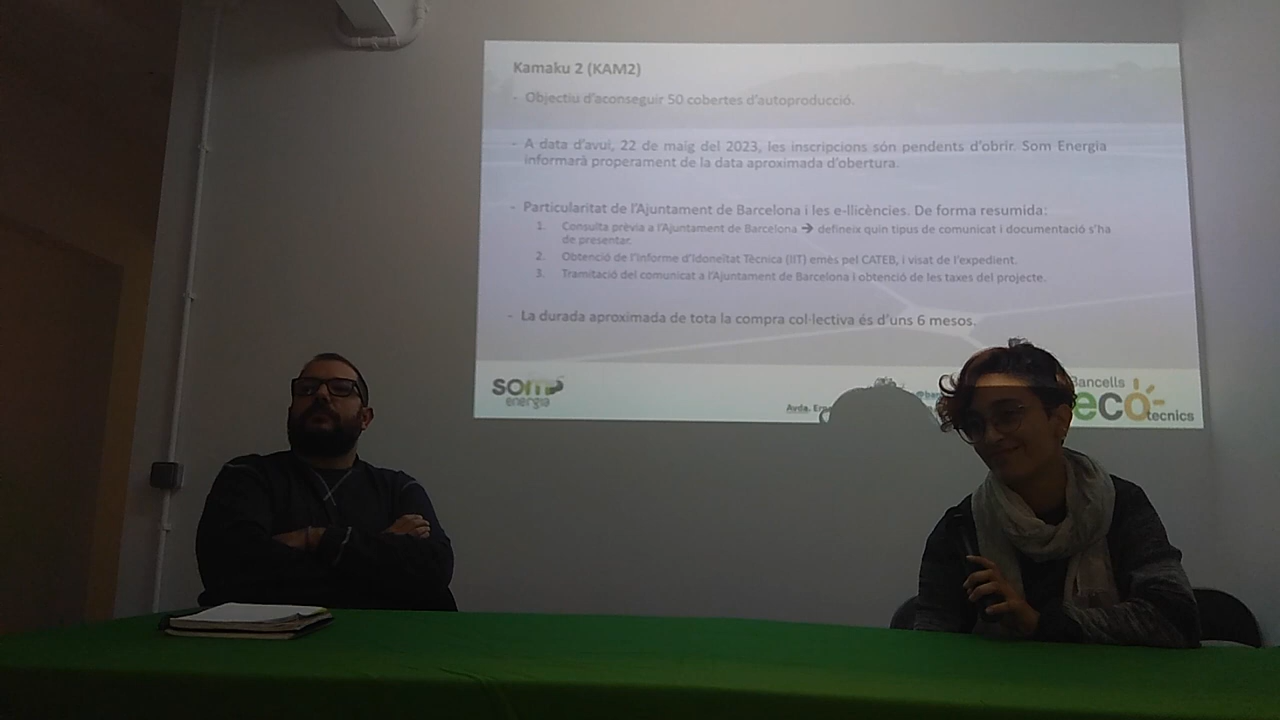 Kamaku 2 (KAM2)
- Objectiu d'aconseguir 50 cobertes d'autoproducció.
- A data d'avui, 22 de maig del 2023, les inscripcions són pendents d'obrir. Som Energia
informarà properament de la data aproximada d'obertura.
- Particularitat de l'Ajuntament de Barcelona i les e-llicències. De forma resumida:
1. Consulta prèvia a l'Ajuntament de Barcelona → defineix quin tipus de comunicat i documentació s'ha
de presentar.
2. Obtenció de l'Informe d'Idoneïtat Tècnica (IIT) emès pel CATEB, i visat de l'expedient.
3. Tramitació del comunicat a l'Ajuntament de Barcelona i obtenció de les taxes del projecte.
- La durada aproximada de tota la compra col·lectiva és d'uns 6 mesos.
som
energia
Avda.
Bancells
eco
tecnics